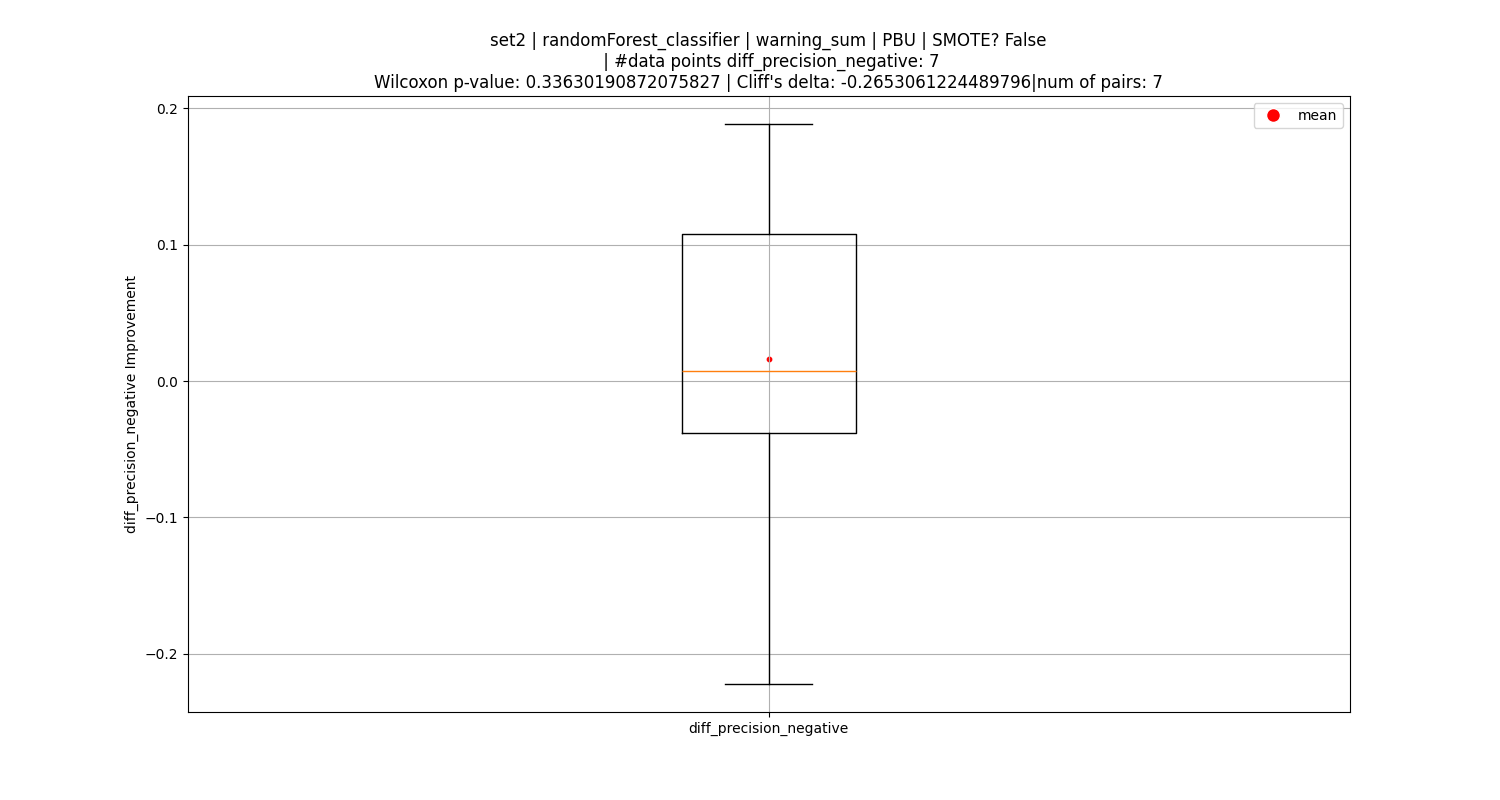 set2 | randomForest_classifier | warning_sum | PBU | SMOTE? False
| #data points diff_precision_negative: 7
Wilcoxon p-value: 0.33630190872075827 | Cliff's delta: -0.2653061224489796|num of pairs: 7
mean
0.2
0.1
0.0
−0.1
−0.2
diff_precision_negative Improvement
diff_precision_negative